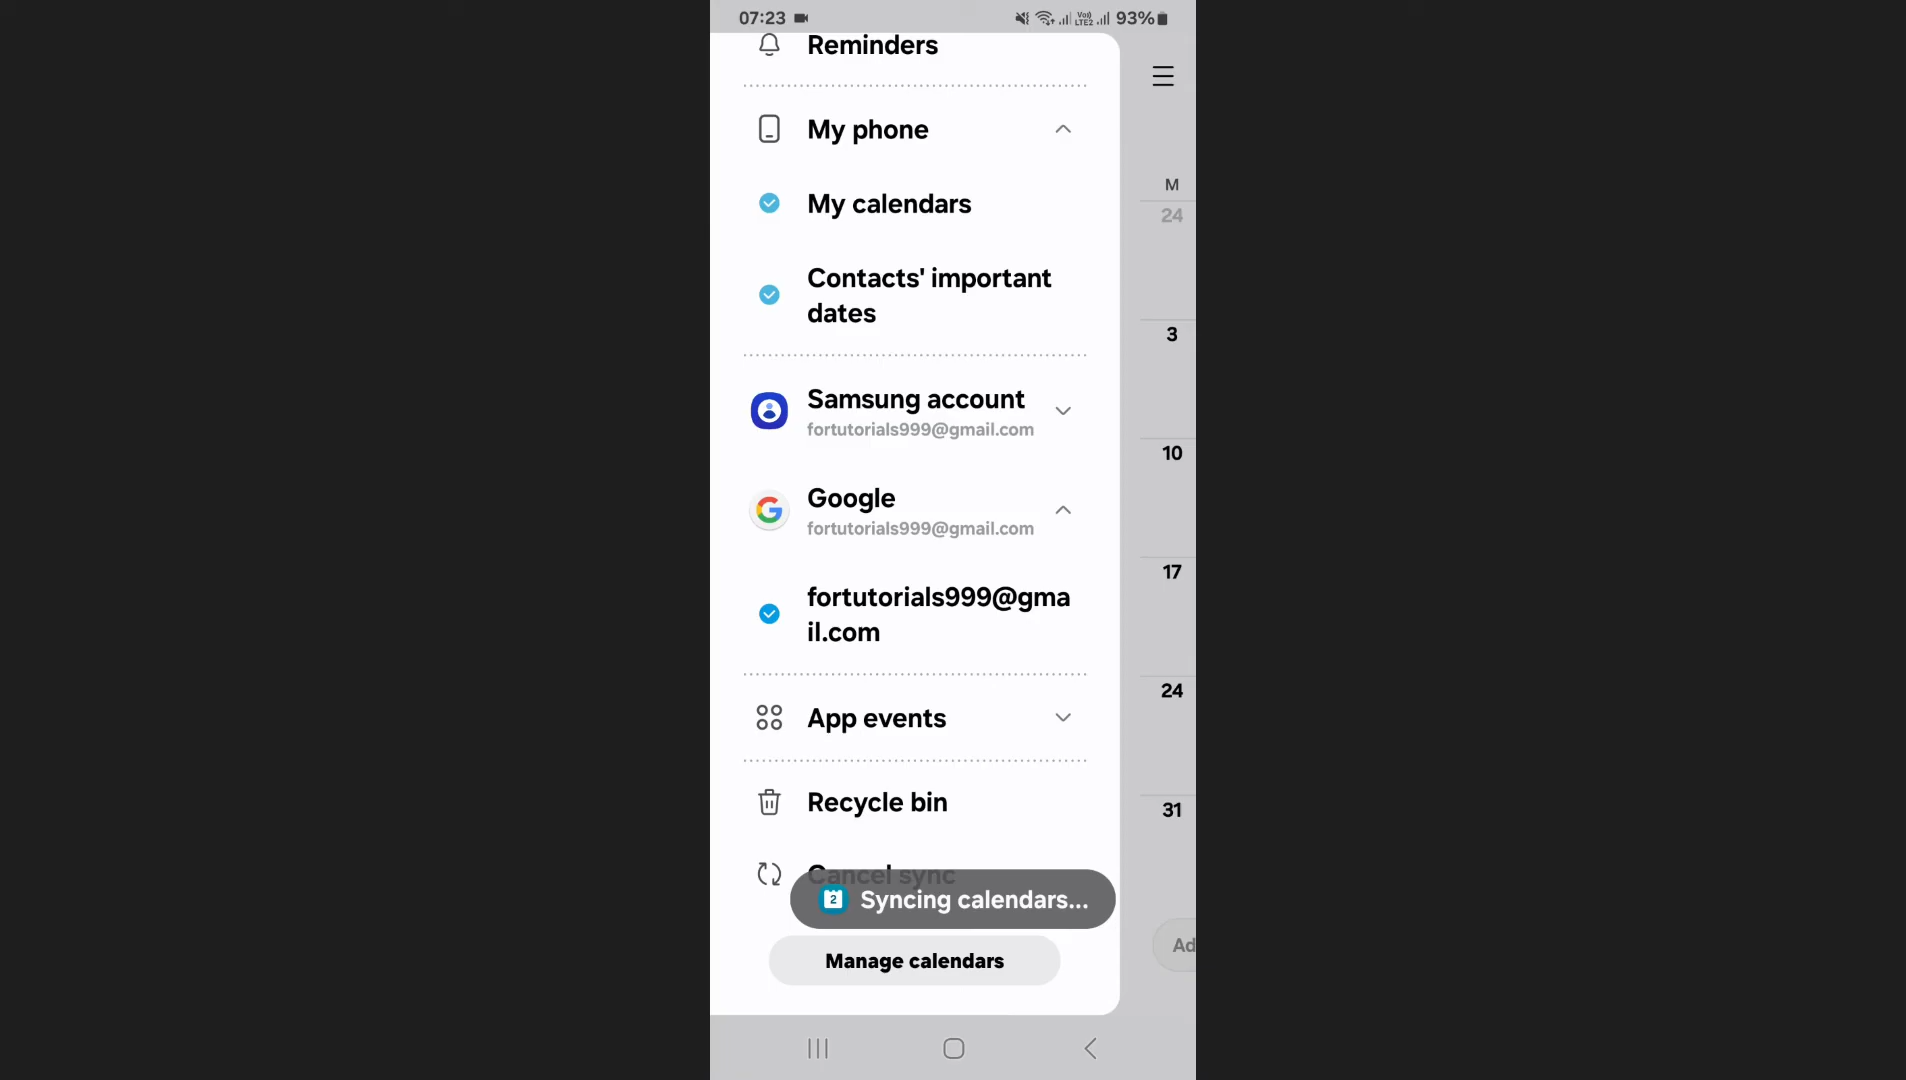 07:23
Vo) LTE2 93%
Reminders
My phone
My calendars
Contacts' important
dates
Samsung account
fortutorials999@gmail.com
Google
fortutorials999@gmail.com
fortutorials999@gma
il.com
App events
Recycle bin
Cancel sync
2 Syncing calendars...
Manage calendars
M
24
3
10
17
24
31
Ad